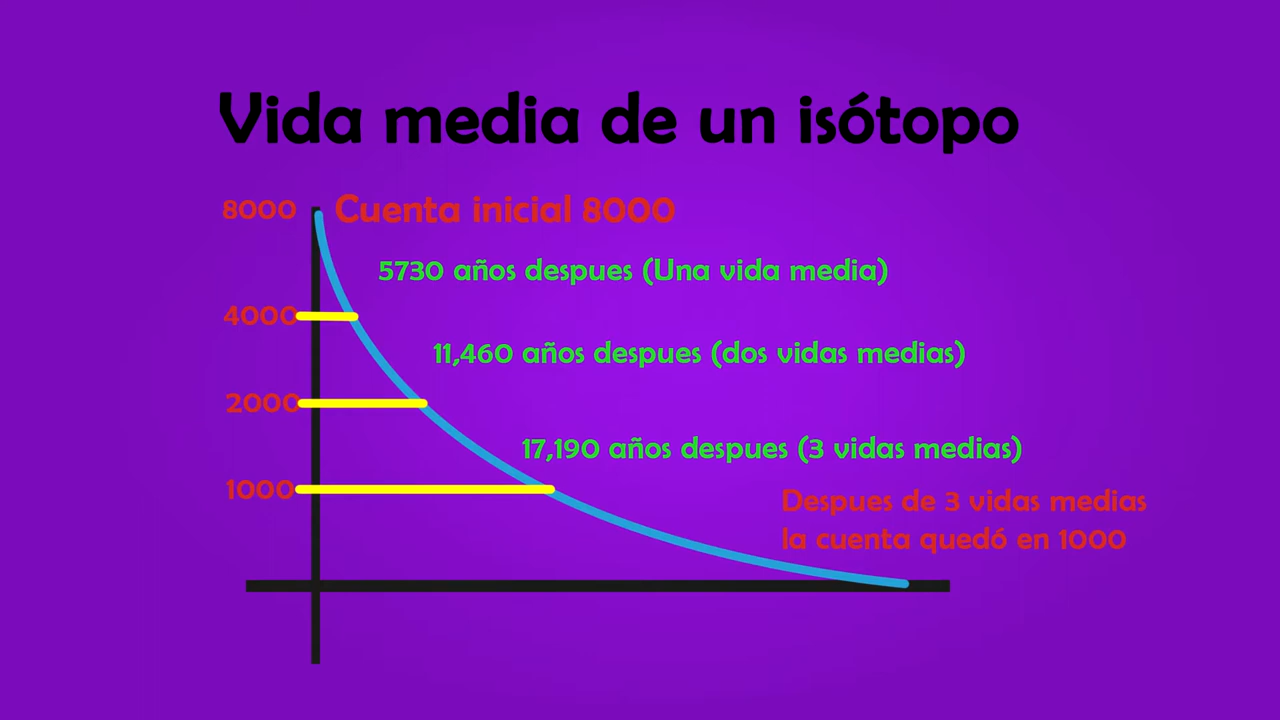 Vida media de un isótopo
8000 Cuenta inicial 8000
5730 años despues (Una vida media)
4000
11,460 años despues (dos vidas medias)
2000
17,190 años despues (3 vidas medias)
1000
Despues de 3 vidas medias
la cuenta quedó en 1000